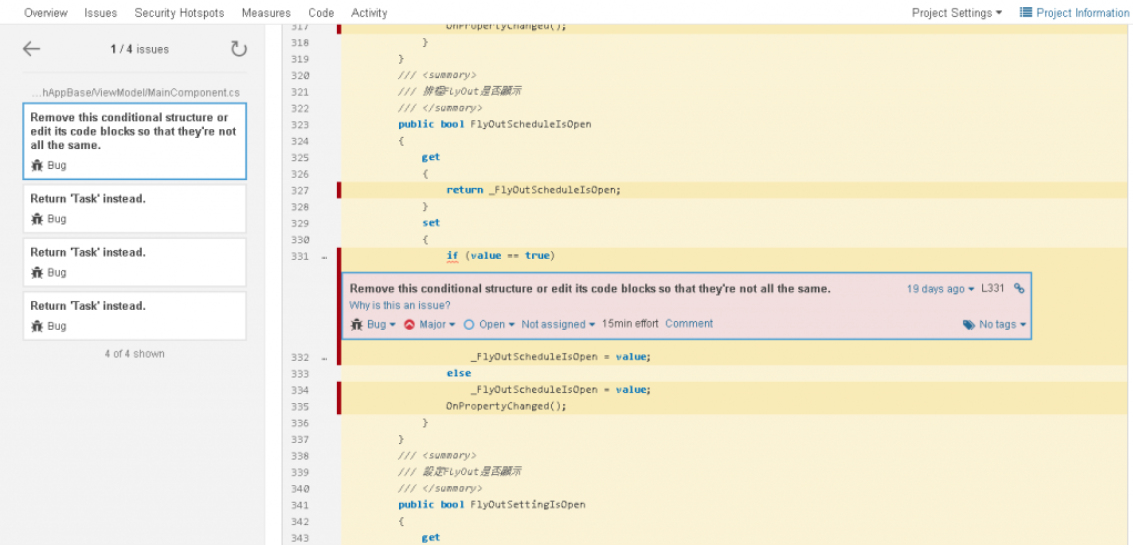 Overview Issues Security Hotspots Measures Code Activity Project Settings Project Information
1 / 4 issues
...hAppBase/ViewModel/MainComponent.cs
Remove this conditional structure or
edit its code blocks so that they're not
all the same.
Bug
Return 'Task' instead.
Bug
Return 'Task' instead.
Bug
Return 'Task' instead.
Bug
4 of 4 shown
317 OnPropertyChanged();
318 }
319 }
320 /// <summary>
321 /// 排程FlyOut是否顯示
322 /// </summary>
323 public bool FlyOutScheduleIsOpen
324 {
325 get
326 {
327 return _FlyOutScheduleIsOpen;
328 }
329 set
330 {
331 … if (value == true)
Remove this conditional structure or edit its code blocks so that they're not all the same. 19 days ago L331
Why is this an issue?
Bug Major Open Not assigned 15min effort Comment No tags
332 … _FlyOutScheduleIsOpen = value;
333 else
334 _FlyOutScheduleIsOpen = value;
335 OnPropertyChanged();
336 }
337 }
338 /// <summary>
339 /// 設定FLyOut是否顯示
340 /// </summary>
341 public bool FlyOutSettingIsOpen
342 {
343 get